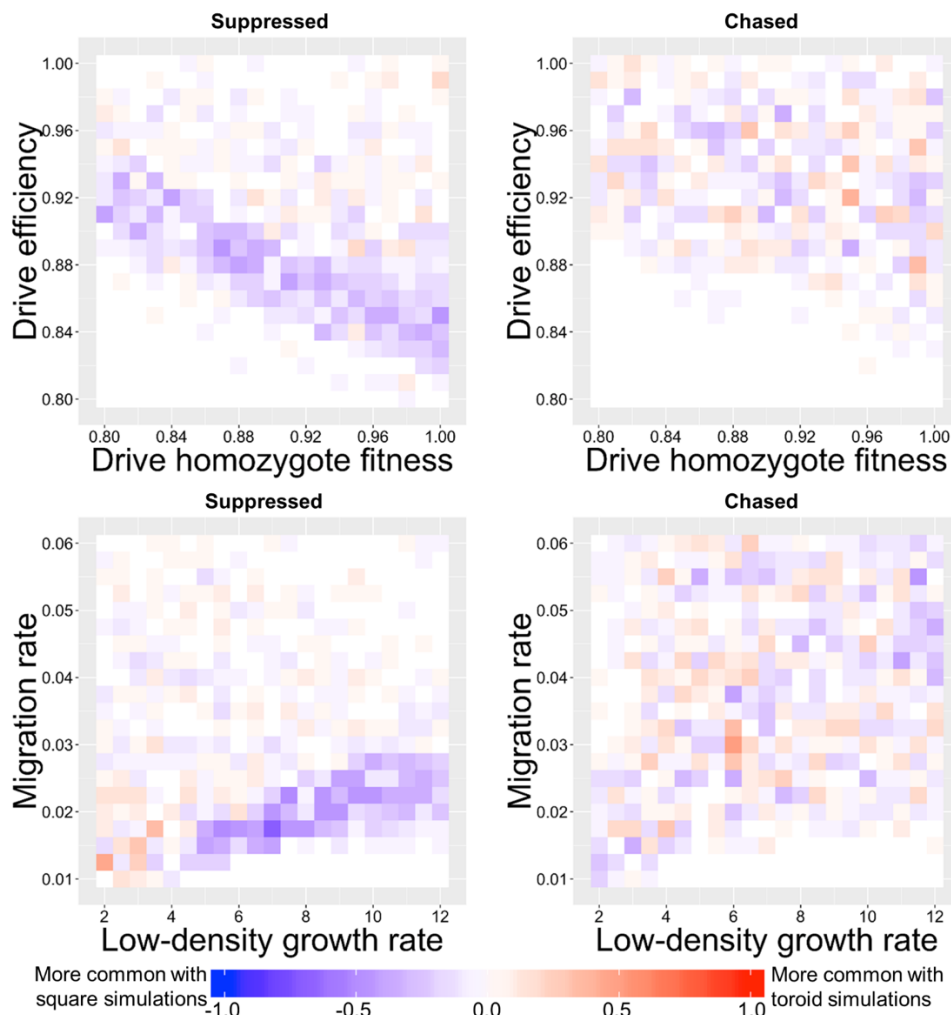 Suppressed
Chased
Drive efficiency
1.00
0.96
0.92
0.88
0.84
0.80
0.80 0.84 0.88 0.92 0.96 1.00
Drive homozygote fitness
Drive efficiency
1.00
0.96
0.92
0.88
0.84
0.80
0.80 0.84 0.88 0.92 0.96 1.00
Drive homozygote fitness
Suppressed
Chased
Migration rate
0.06
0.05
0.04
0.03
0.02
0.01
2 4 6 8 10 12
Low-density growth rate
Migration rate
0.06
0.05
0.04
0.03
0.02
0.01
2 4 6 8 10 12
Low-density growth rate
More common with
square simulations
-1.0 -0.5 0.0 0.5 1.0
More common with
toroid simulations